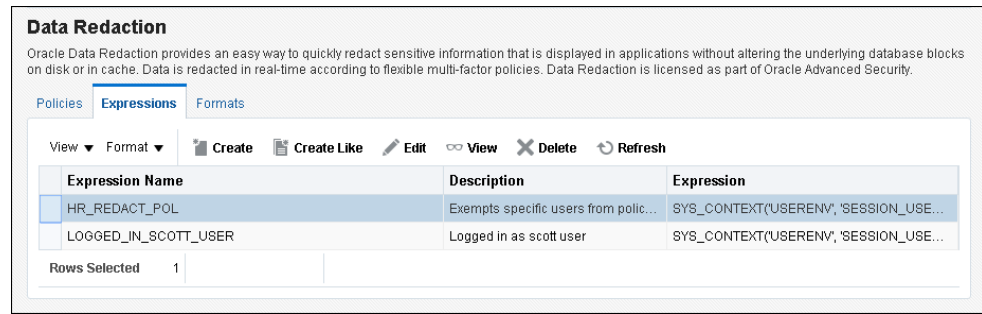 Data Redaction
Oracle Data Redaction provides an easy way to quickly redact sensitive information that is displayed in applications without altering the underlying database blocks
on disk or in cache. Data is redacted in real-time according to flexible multi-factor policies. Data Redaction is licensed as part of Oracle Advanced Security.
Policies Expressions Formats
View Format Create Create Like Edit View Delete Refresh
Expression Name Description Expression
HR_REDACT_POL Exempts specific users from polic... SYS_CONTEXT('USERENV', 'SESSION_USE...
LOGGED_IN_SCOTT_USER Logged in as scott user SYS_CONTEXT('USERENV', 'SESSION_USE...
Rows Selected 1